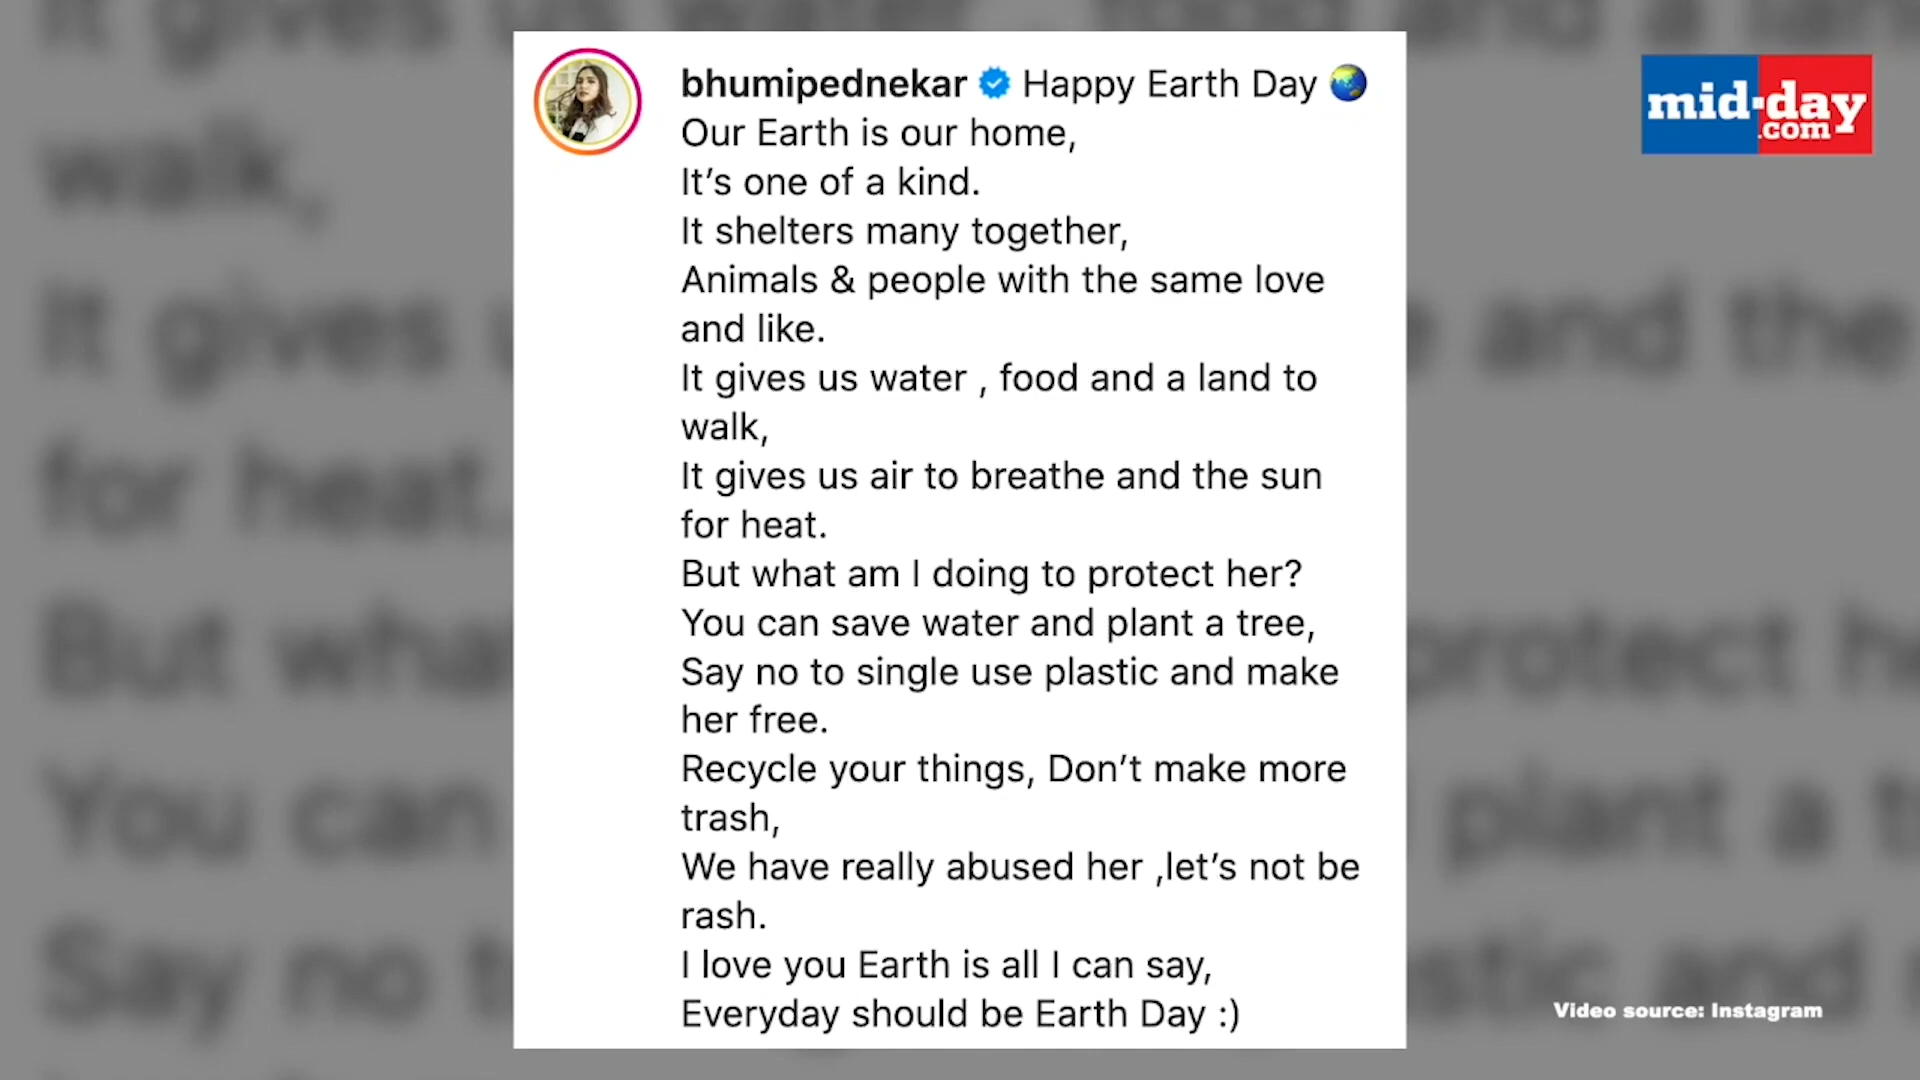 bhumipednekar Happy Earth Day 🌏
Our Earth is our home,
It's one of a kind.
It shelters many together,
Animals & people with the same love
and like.
It gives us water , food and a land to
walk,
It gives us air to breathe and the sun
for heat.
But what am I doing to protect her?
You can save water and plant a tree,
Say no to single use plastic and make
her free.
Recycle your things, Don't make more
trash,
We have really abused her ,let's not be
rash.
I love you Earth is all I can say,
Everyday should be Earth Day :)
mid-day
.com
Video source: Instagram